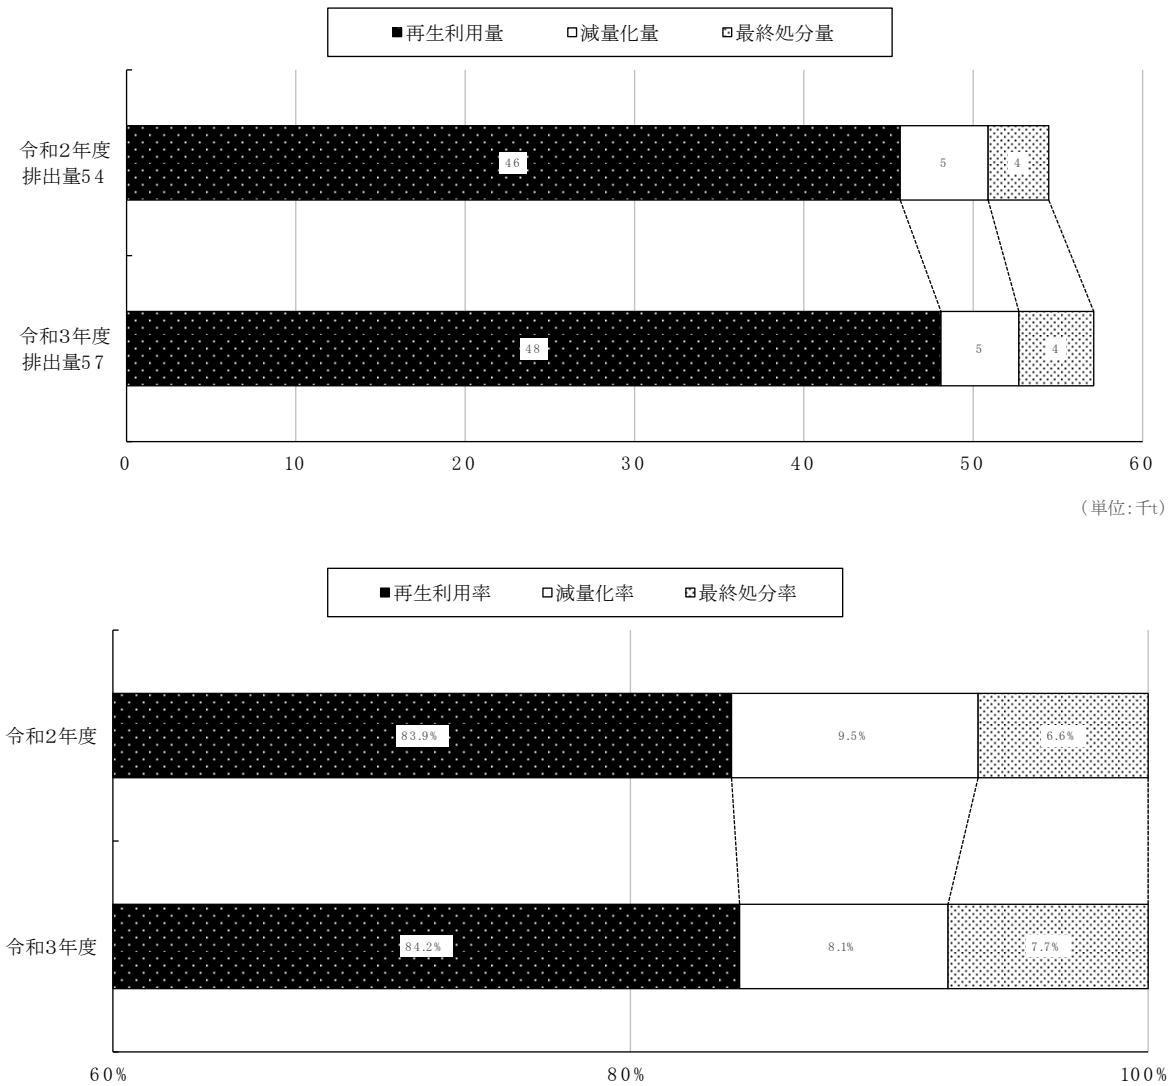 ■再生利用量 □減量化量 最終処分量
令和2年度
排出量54
46 5 4
令和3年度
排出量57
48 5 4
0 10 20 30 40 50 60
(単位:千t)
■再生利用率 □減量化率 最終処分率
令和2年度
83.9% 9.5% 6.6%
令和3年度
84.2% 8.1% 7.7%
60% 80% 100%